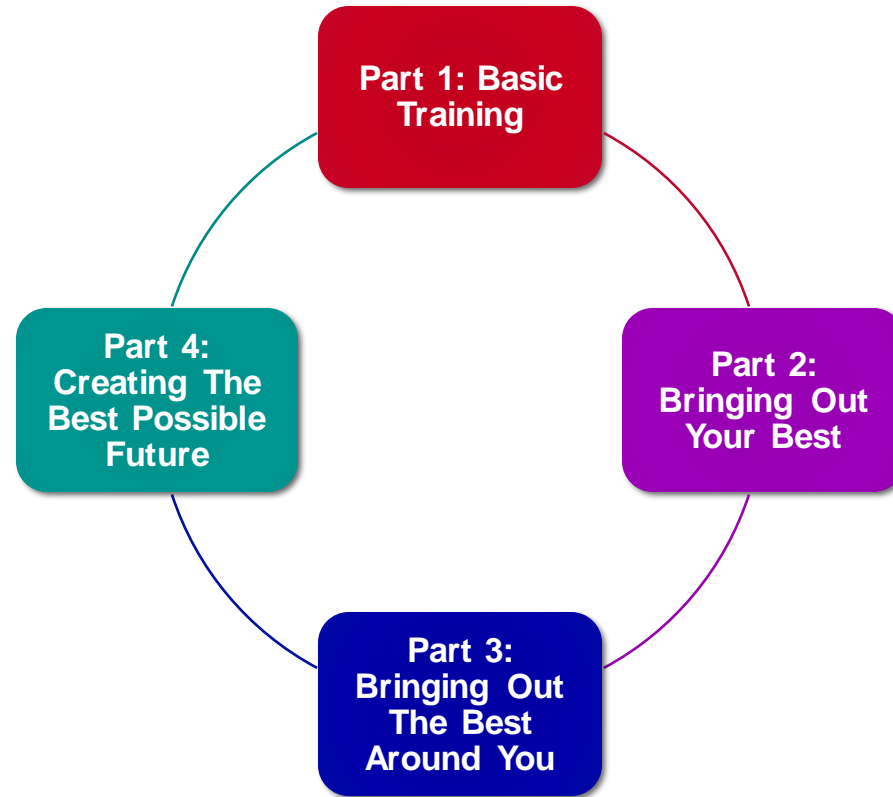 Part 1: Basic
Training
Part 2:
Bringing Out
Your Best
Part 3:
Bringing Out
The Best
Around You
Part 4:
Creating The
Best Possible
Future